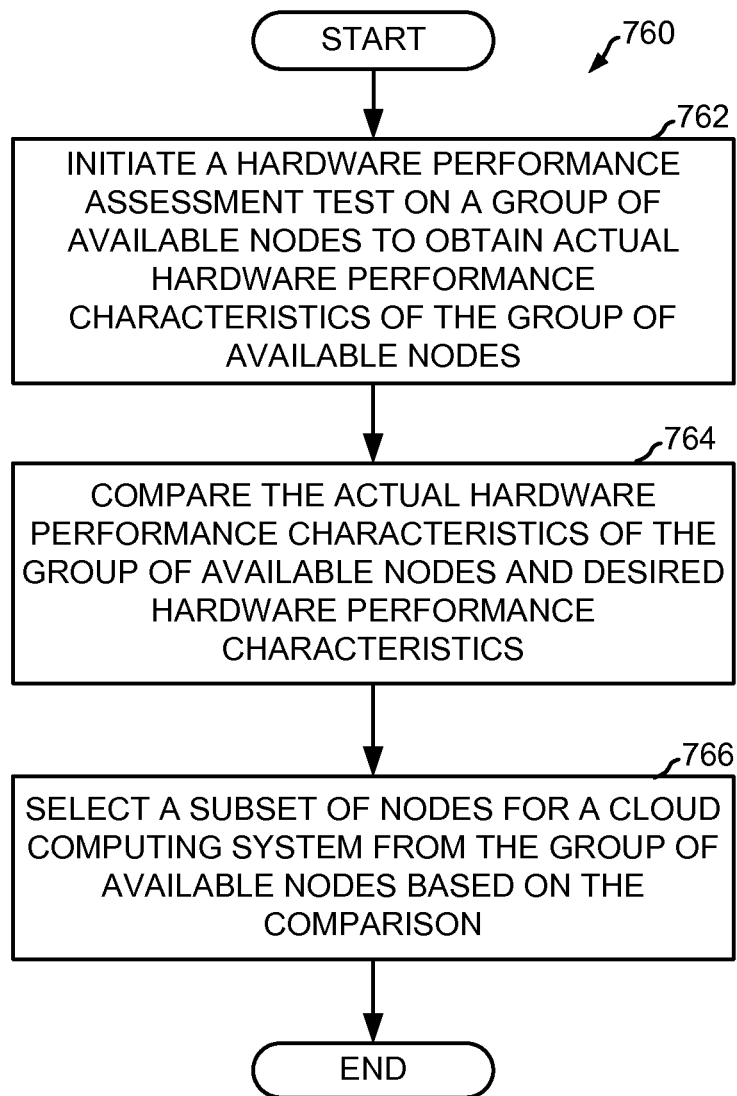 START
760
762
INITIATE A HARDWARE PERFORMANCE
ASSESSMENT TEST ON A GROUP OF
AVAILABLE NODES TO OBTAIN ACTUAL
HARDWARE PERFORMANCE
CHARACTERISTICS OF THE GROUP OF
AVAILABLE NODES
764
COMPARE THE ACTUAL HARDWARE
PERFORMANCE CHARACTERISTICS OF THE
GROUP OF AVAILABLE NODES AND DESIRED
HARDWARE PERFORMANCE
CHARACTERISTICS
766
SELECT A SUBSET OF NODES FOR A CLOUD
COMPUTING SYSTEM FROM THE GROUP OF
AVAILABLE NODES BASED ON THE
COMPARISON
END